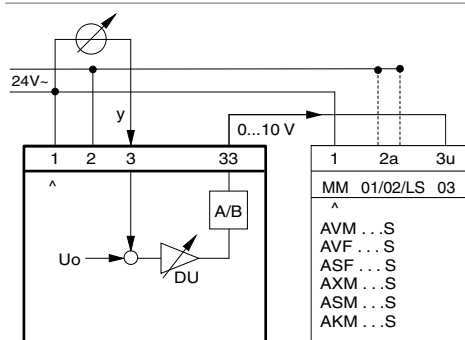 24V~
y
0...10 V
1 2 3 33
1 2a 3u
^
MM 01/02/LS 03
A/B
^
AVM . . .S
AVF . . .S
Uo
ASF . . .S
DU
AXM . . .S
ASM . . .S
AKM . . .S